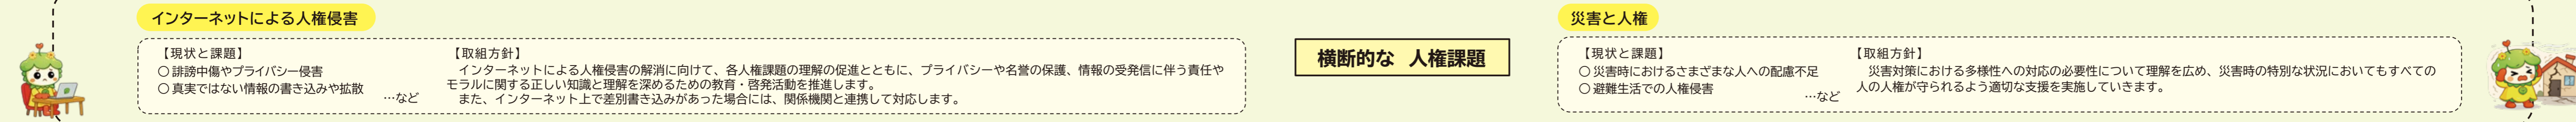 インターネットによる人権侵害
【現状と課題】
○ 誹謗中傷やプライバシー侵害
○ 真実ではない情報の書き込みや拡散
…など
【取組方針】
インターネットによる人権侵害の解消に向けて、各人権課題の理解の促進とともに、プライバシーや名誉の保護、情報の受発信に伴う責任や
モラルに関する正しい知識と理解を深めるための教育・啓発活動を推進します。
また、インターネット上で差別書き込みがあった場合には、関係機関と連携して対応します。
横断的な 人権課題
災害と人権
【現状と課題】
○ 災害時におけるさまざまな人への配慮不足
○ 避難生活での人権侵害
…など
【取組方針】
災害対策における多様性への対応の必要性について理解を広め、災害時の特別な状況においてもすべての
人の人権が守られるよう適切な支援を実施していきます。